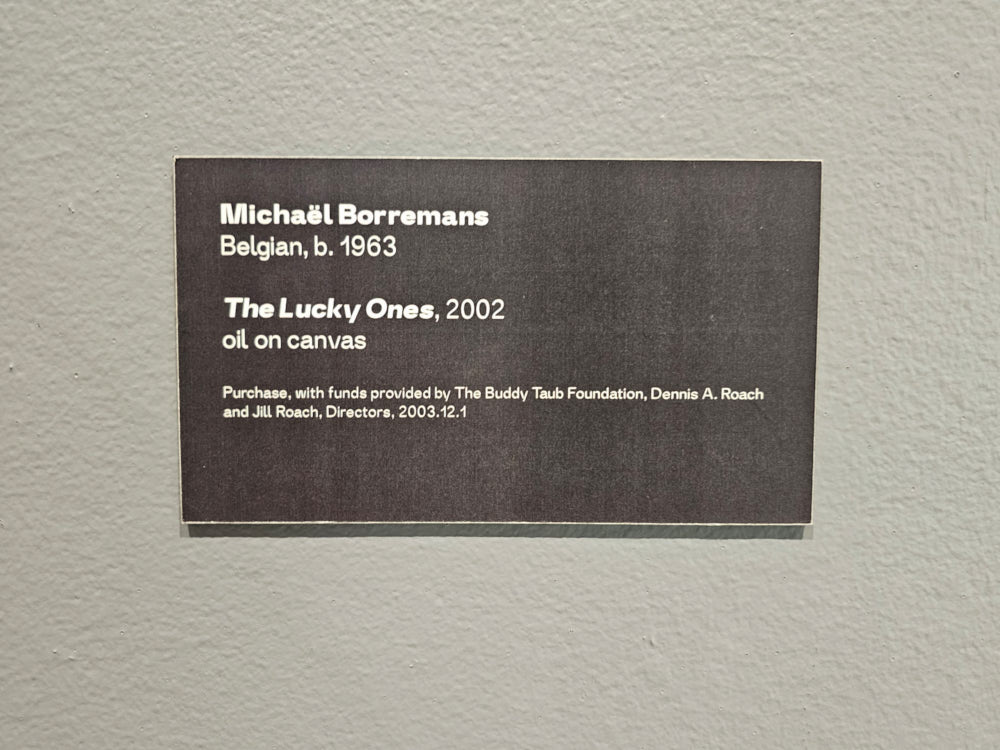 Michaël Borremans
Belgian, b. 1963
The Lucky Ones, 2002
oil on canvas
Purchase, with funds provided by The Buddy Taub Foundation, Dennis A. Roach
and Jill Roach, Directors, 2003.12.1